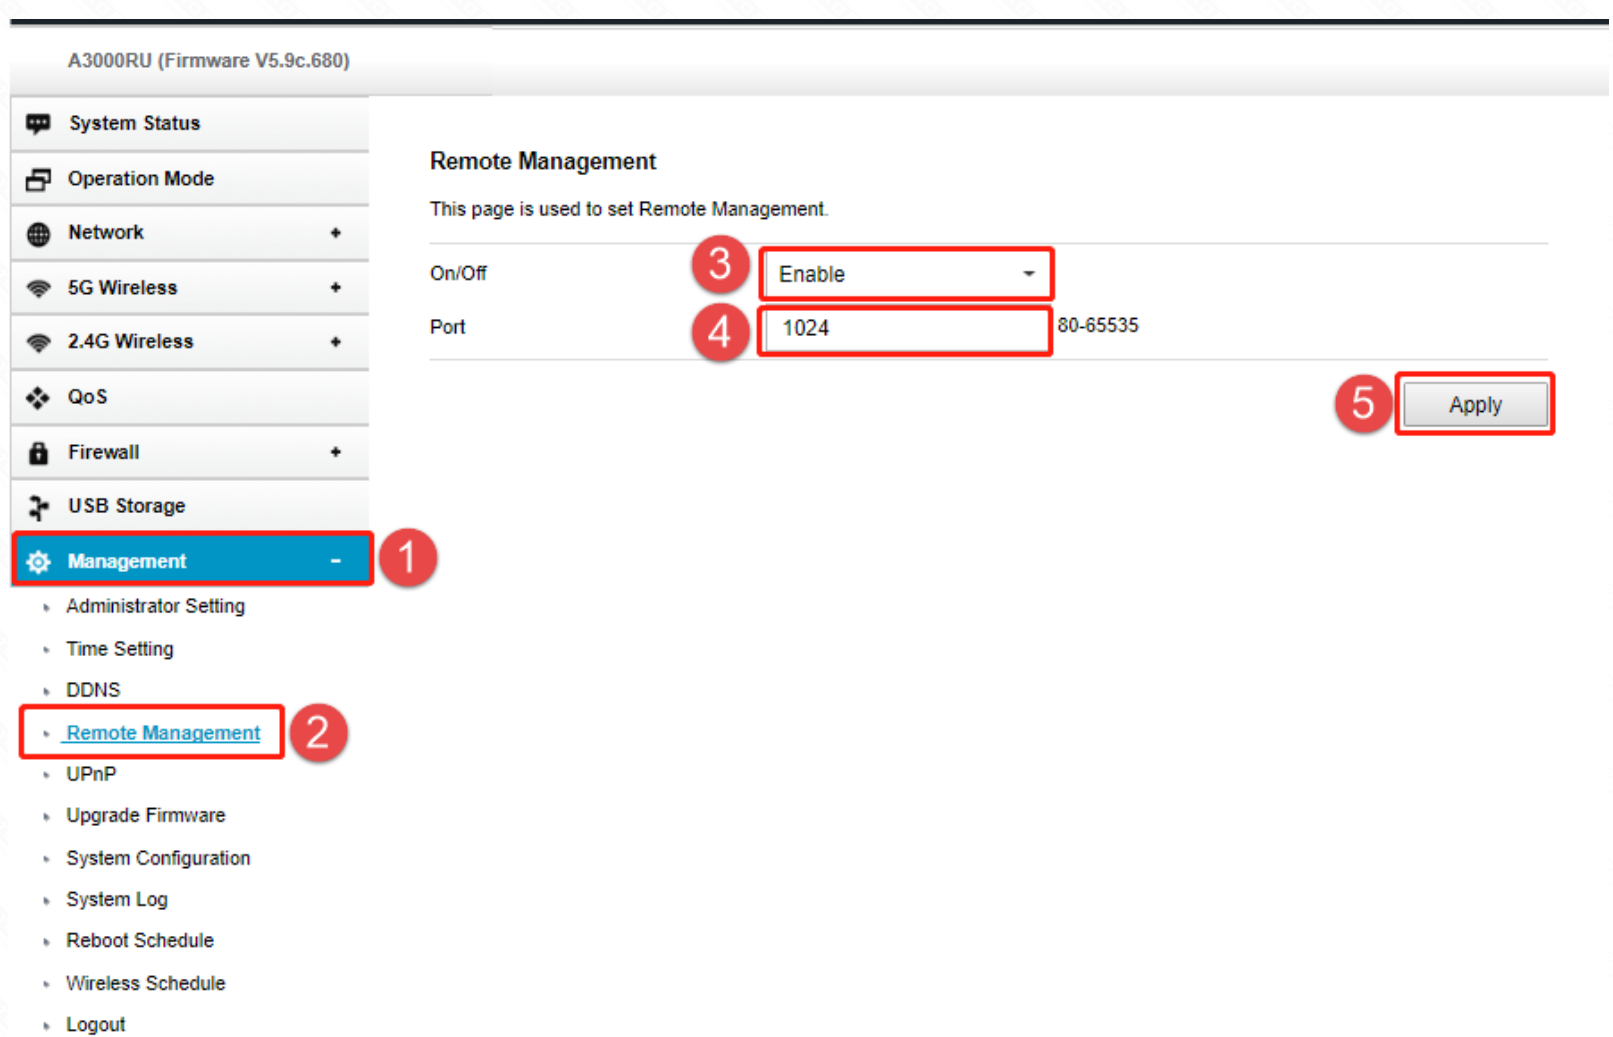 A3000RU (Firmware V5.9c.680)
System Status
Operation Mode
Network +
5G Wireless +
2.4G Wireless +
QoS
Firewall +
USB Storage
Management - 1
Administrator Setting
Time Setting
DDNS
Remote Management 2
UPnP
Upgrade Firmware
System Configuration
System Log
Reboot Schedule
Wireless Schedule
Logout
Remote Management
This page is used to set Remote Management.
On/Off 3 Enable
Port 4 1024 80-65535
5 Apply